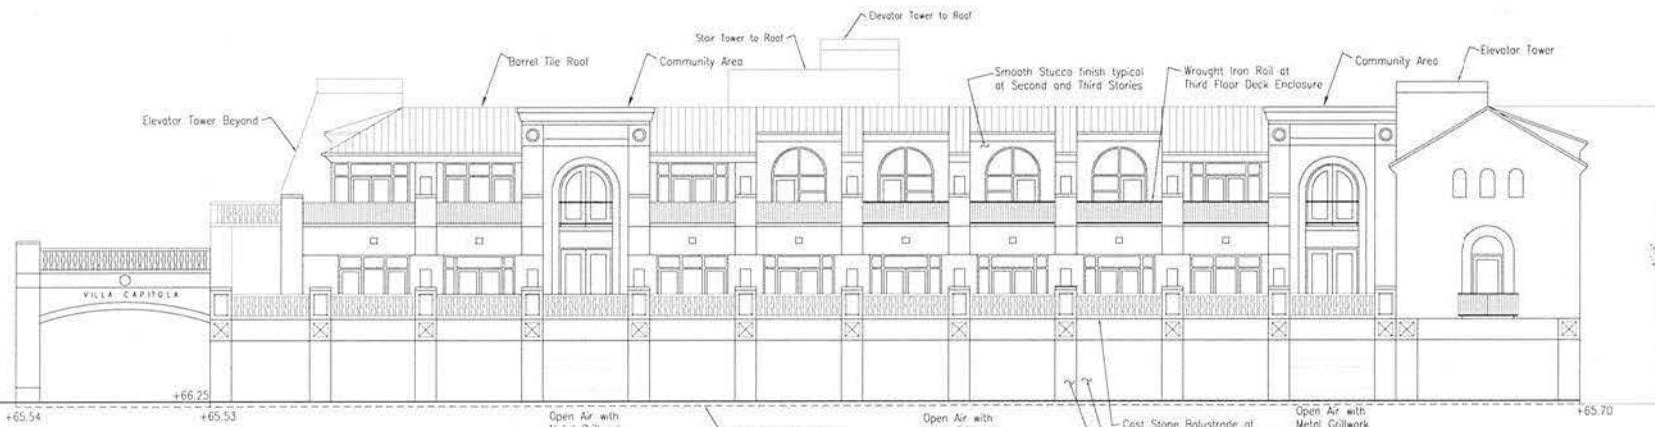 Elevator Tower to Roof
Stair Tower to Roof
Elevator Tower
Barrel Tile Roof
Community Area
Community Area
Smooth Stucco finish typical
at Second and Third Stories
Wrought Iron Rail at
Third Floor Deck Enclosure
Elevator Tower Beyond
VILLA CAPITOLA
+66.25
+65.54
+65.53
+65.70
Open Air with
Open Air with
Cast Stone Balustrade at
Open Air with
Metal Grillwork